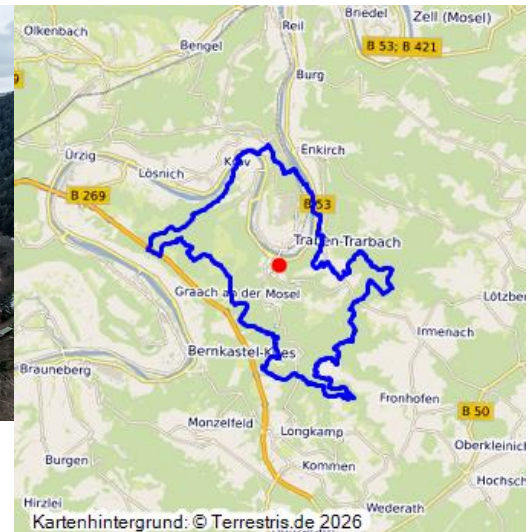 Briedel
Zell (Mosel)
Olkenbach
Reil
Bengel
B 53; B 421
9
Burg
Ürzig
Enkirch
Lösnich
B 269
B 53
Traben-Trarbach
Graach an der Mosel
Lötzbe
Irmenach
Bernkastel-Kues
Brauneberg
Fronhofen
B 50
Monzelfeld
Longkamp
Oberkleinich
Burgen
Kommen
Hochsch
Hirzlei
Wederath
Kartenhintergrund: © Terrestris.de 2026